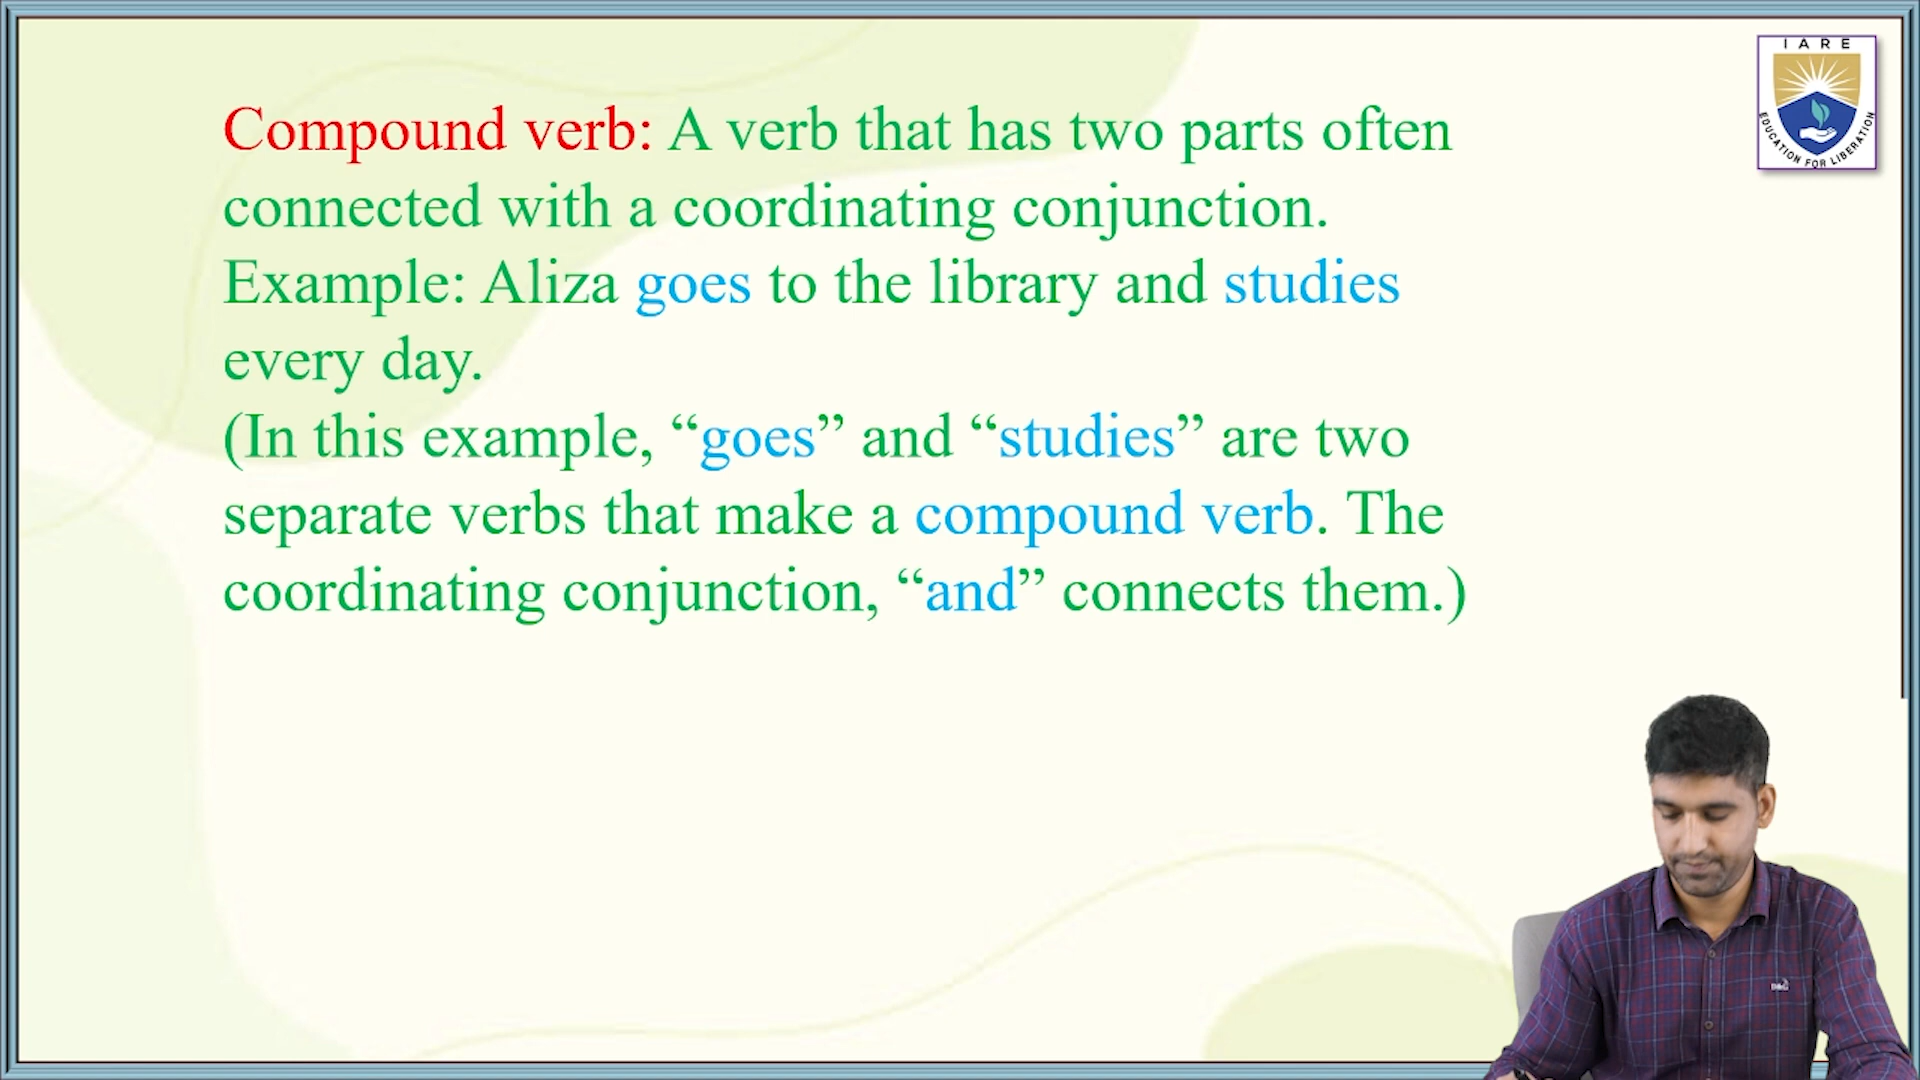 IARE
EDUCATION FOR LIBERATION
Compound verb: A verb that has two parts often
connected with a coordinating conjunction.
Example: Aliza goes to the library and studies
every day.
(In this example, “goes” and “studies” are two
separate verbs that make a compound verb. The
coordinating conjunction, “and” connects them.)